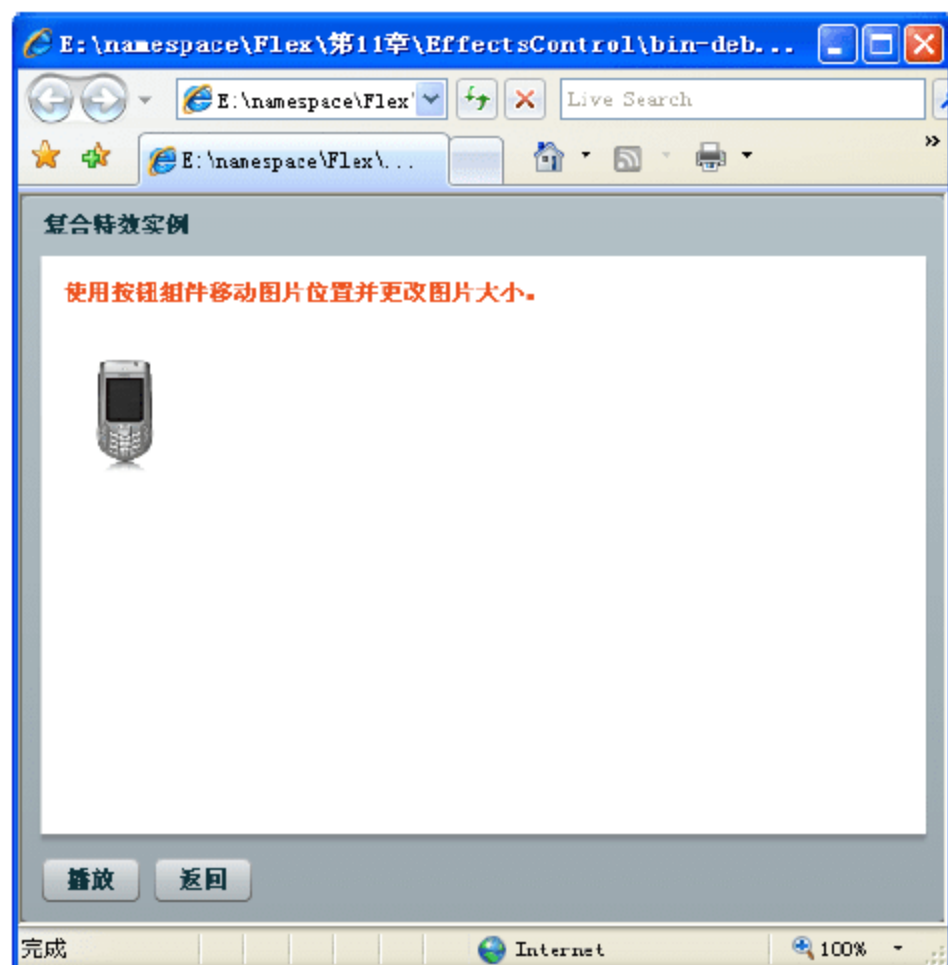 E:\namespace\Flex\第11章\EffectsControl\bin-deb...
E:\namespace\Flex'
Live Search
E:\namespace\Flex\...
»
复合特效实例
使用按钮组件移动图片位置并更改图片大小。
播放
返回
完成
Internet
100%